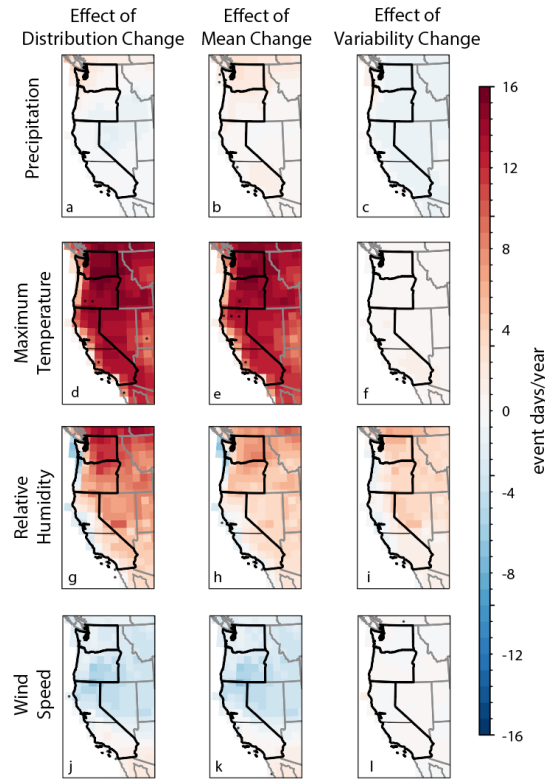 Effect of
Distribution Change
Effect of
Mean Change
Effect of
Variability Change
Precipitation
a
b
c
Maximum
Temperature
d
e
f
Relative
Humidity
g
h
i
Wind
Speed
j
k
l
16
12
8
4
0
-4
-8
-12
-16
event days/year